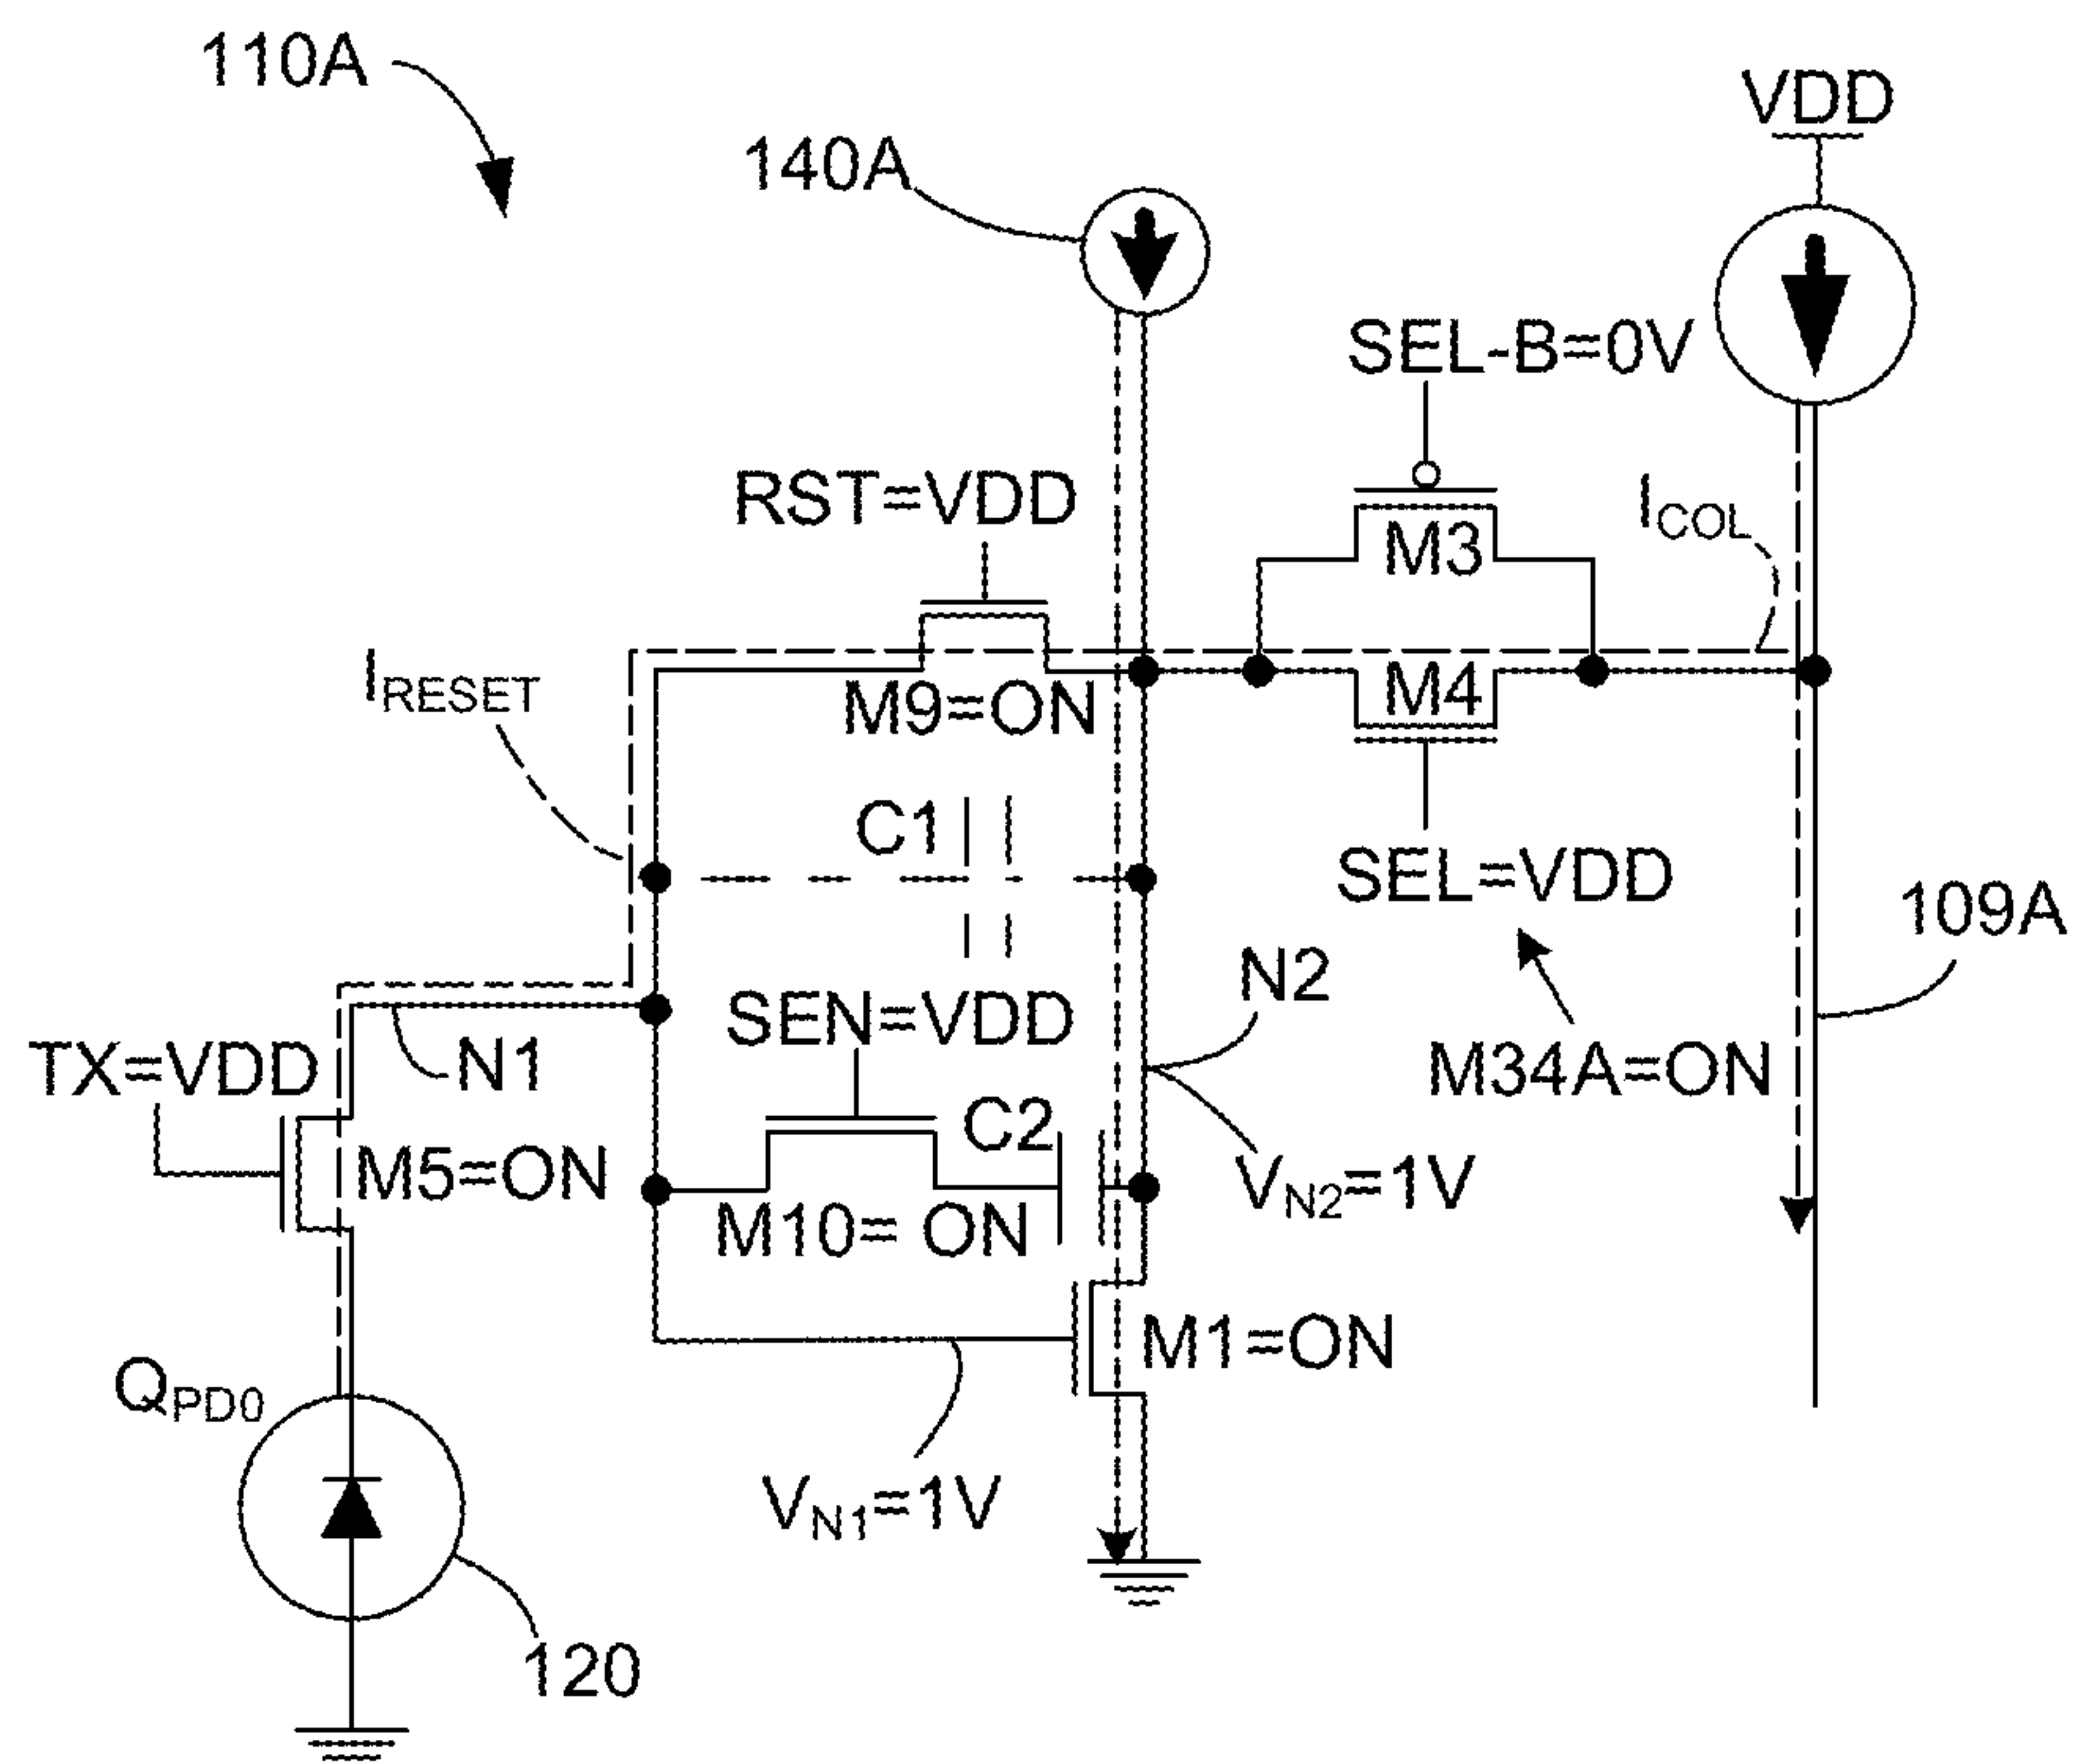 110A
VDD
140A
SEL-B=0V
RST=VDD
M3
ICOL
IRESET
M9=ON
M4
C1
SEL=VDD
109A
N2
SEN=VDD
TX=VDD
N1
M34A=ON
C2
M5=ON
VN2=1V
M10= ON
M1=ON
QPD0
VN1=1V
120